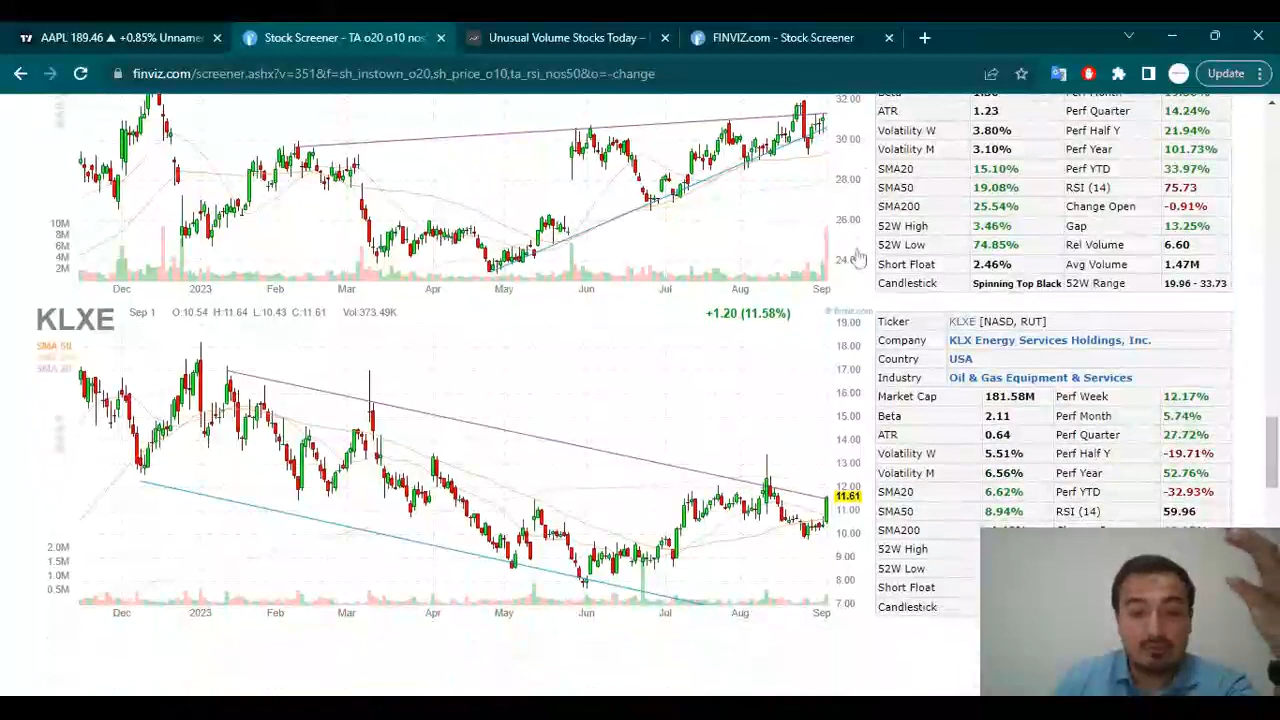 AAPL 189.46 ▲ +0.85% Unname
Stock Screener - TA o20 o10 nos
Unusual Volume Stocks Today –
FINVIZ.com - Stock Screener
finviz.com/screener.ashx?v=351&f=sh_instown_o20,sh_price_o10,ta_rsi_nos50&o=-change
Update
32.00
30.00
28.00
26.00
10M
8M
6M
4M
2M
Dec 2023 Feb Mar Apr May Jun Jul Aug Sep
ATR 1.23 Perf Quarter 14.24%
Volatility W 3.80% Perf Half Y 21.94%
Volatility M 3.10% Perf Year 101.73%
SMA20 15.10% Perf YTD 33.97%
SMA50 19.08% RSI (14) 75.73
SMA200 25.54% Change Open -0.91%
52W High 3.46% Gap 13.25%
52W Low 74.85% Rel Volume 6.60
Short Float 2.46% Avg Volume 1.47M
Candlestick Spinning Top Black 52W Range 19.96 - 33.73
KLXE Sep 1 O:10.54 H:11.64 L:10.43 C:11.61 Vol:373.49K +1.20 (11.58%) © finviz.com
SMA 50
SMA 20
19.00
18.00
17.00
16.00
15.00
14.00
13.00
12.00
11.61
11.00
10.00
9.00
8.00
7.00
2.0M
1.5M
1.0M
0.5M
Dec 2023 Feb Mar Apr May Jun Jul Aug Sep
Ticker KLXE [NASD, RUT]
Company KLX Energy Services Holdings, Inc.
Country USA
Industry Oil & Gas Equipment & Services
Market Cap 181.58M Perf Week 12.17%
Beta 2.11 Perf Month 5.74%
ATR 0.64 Perf Quarter 27.72%
Volatility W 5.51% Perf Half Y -19.71%
Volatility M 6.56% Perf Year 52.76%
SMA20 6.62% Perf YTD -32.93%
SMA50 8.94% RSI (14) 59.96
SMA200
52W High
52W Low
Short Float
Candlestick